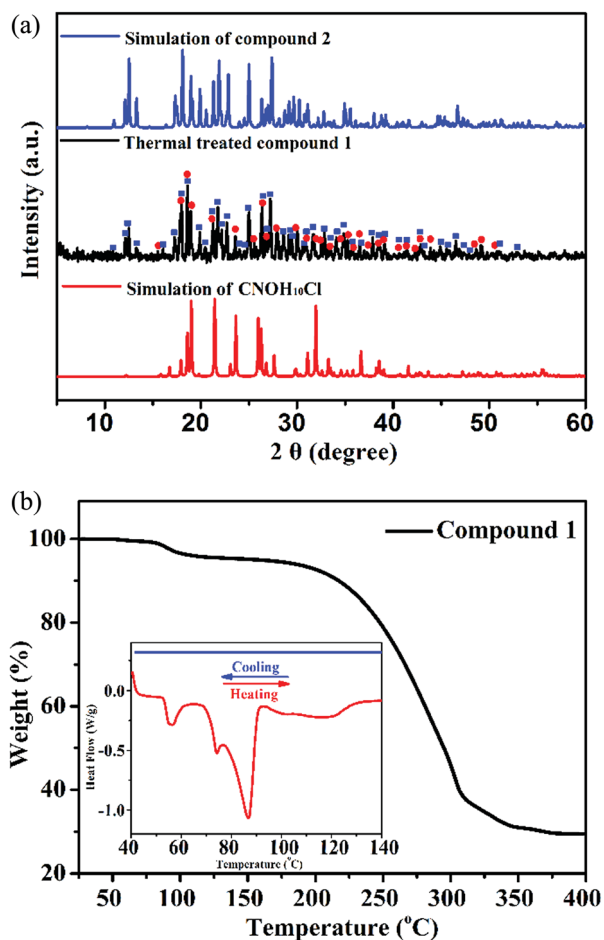 (a)
Simulation of compound 2
Thermal treated compound 1
Simulation of CNOH₁₀Cl
Intensity (a.u.)
10 20 30 40 50 60
2 θ (degree)
(b)
Compound 1
100
80
60
40
20
Weight (%)
Cooling
Heating
0.0
-0.5
-1.0
Heat Flow (W/g)
40 60 80 100 120 140
Temperature (°C)
50 100 150 200 250 300 350 400
Temperature (°C)